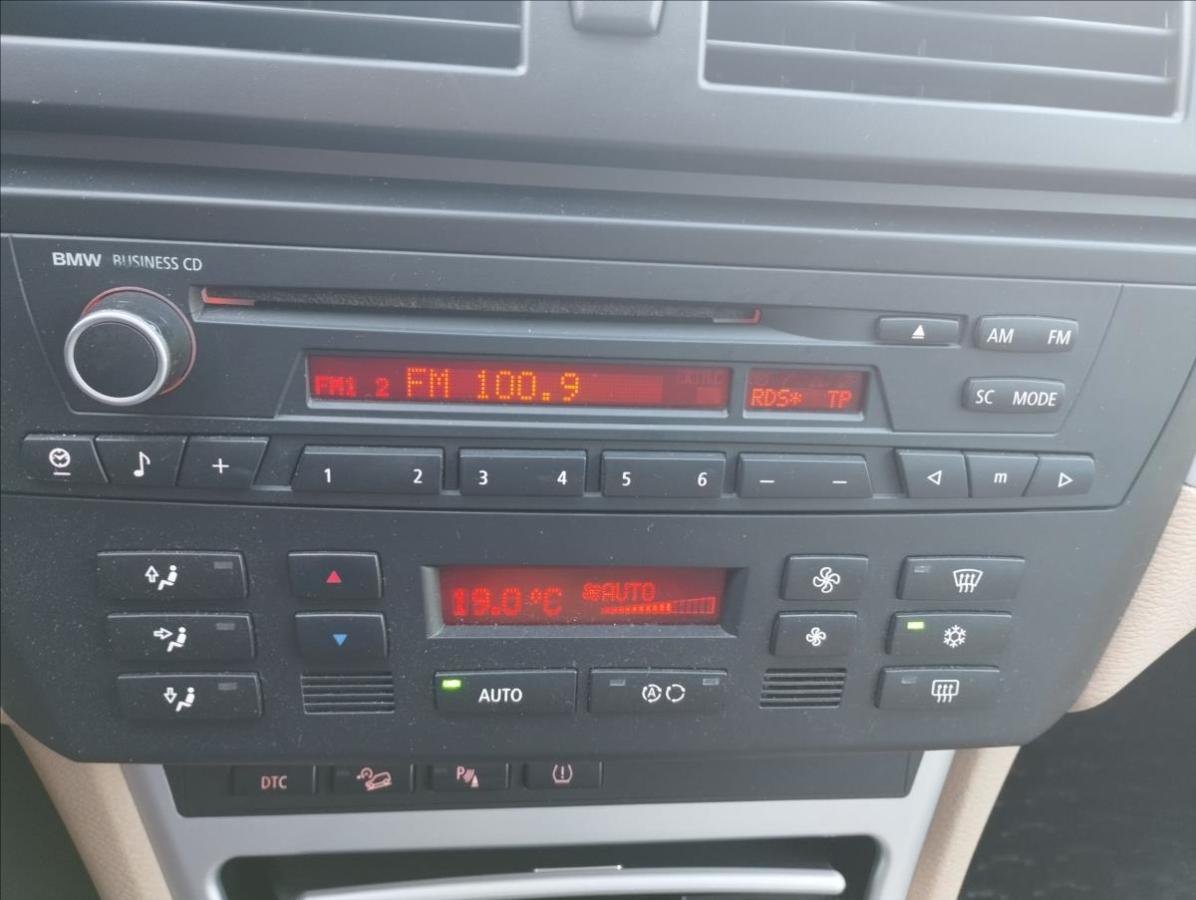 BMW BUSINESS CD
AM FM
FM1 2 FM 100.9
RDS* TP
SC MODE
1 2 3 4 5 6 m
19.0 °C AUTO
AUTO A
DTC P